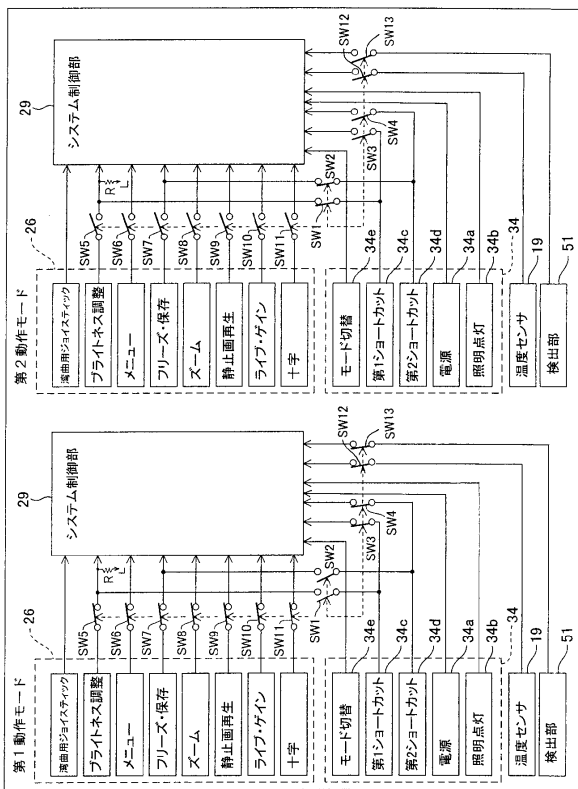 第1動作モード
26
湾曲用ジョイスティック
ブライトネス調整
メニュー
フリーズ・保存
ズーム
静止画再生
ライブ・ゲイン
十字
SW5
SW6
SW7
SW8
SW9
SW10
SW11
R
L
29
システム制御部
SW1
SW2
SW3
SW4
SW12
SW13
モード切替
34e
第1ショートカット
34c
第2ショートカット
34d
電源
34a
照明点灯
34b
34
温度センサ
19
検出部
51
第2動作モード
26
湾曲用ジョイスティック
ブライトネス調整
メニュー
フリーズ・保存
ズーム
静止画再生
ライブ・ゲイン
十字
SW5
SW6
SW7
SW8
SW9
SW10
SW11
R
L
29
システム制御部
SW
SW2
SW3
SW4
SW12
SW13
モード切替
34e
第1ショートカット
34c
第2ショートカット
34d
電源
34a
照明点灯
34b
34
温度センサ
19
検出部
51